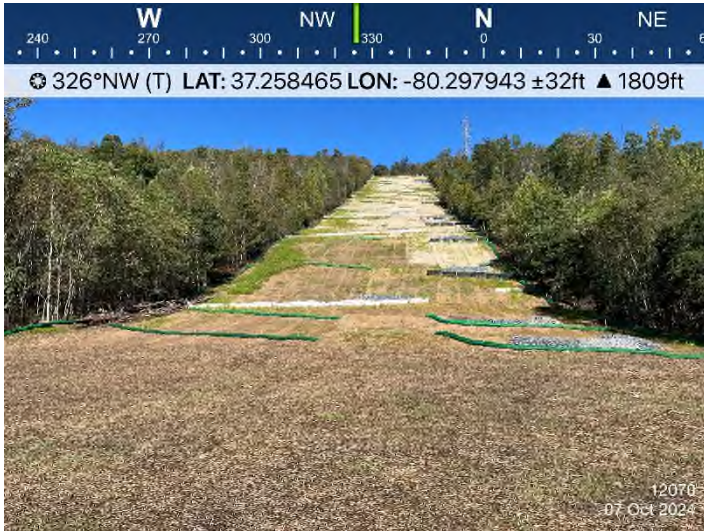 W NW N NE
240 270 300 330 0 30 6
326°NW (T) LAT: 37.258465 LON: -80.297943 ±32ft ▲ 1809ft
12070
07 Oct 2024